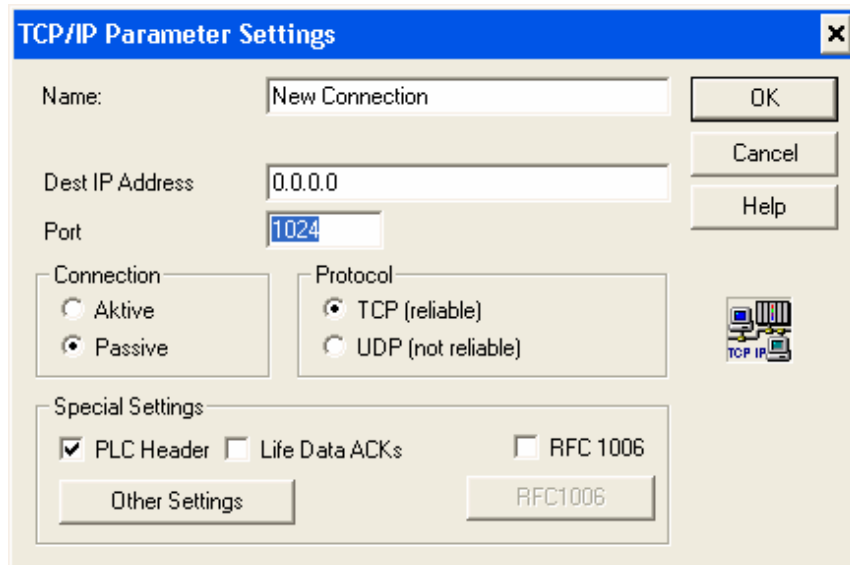 TCP/IP Parameter Settings
Name: New Connection OK
Cancel
Dest IP Address 0.0.0.0
Help
Port 1024
Connection Protocol
Aktive TCP (reliable)
Passive UDP (not reliable)
TCP IP
Special Settings
PLC Header Life Data ACKs RFC 1006
Other Settings RFC1006